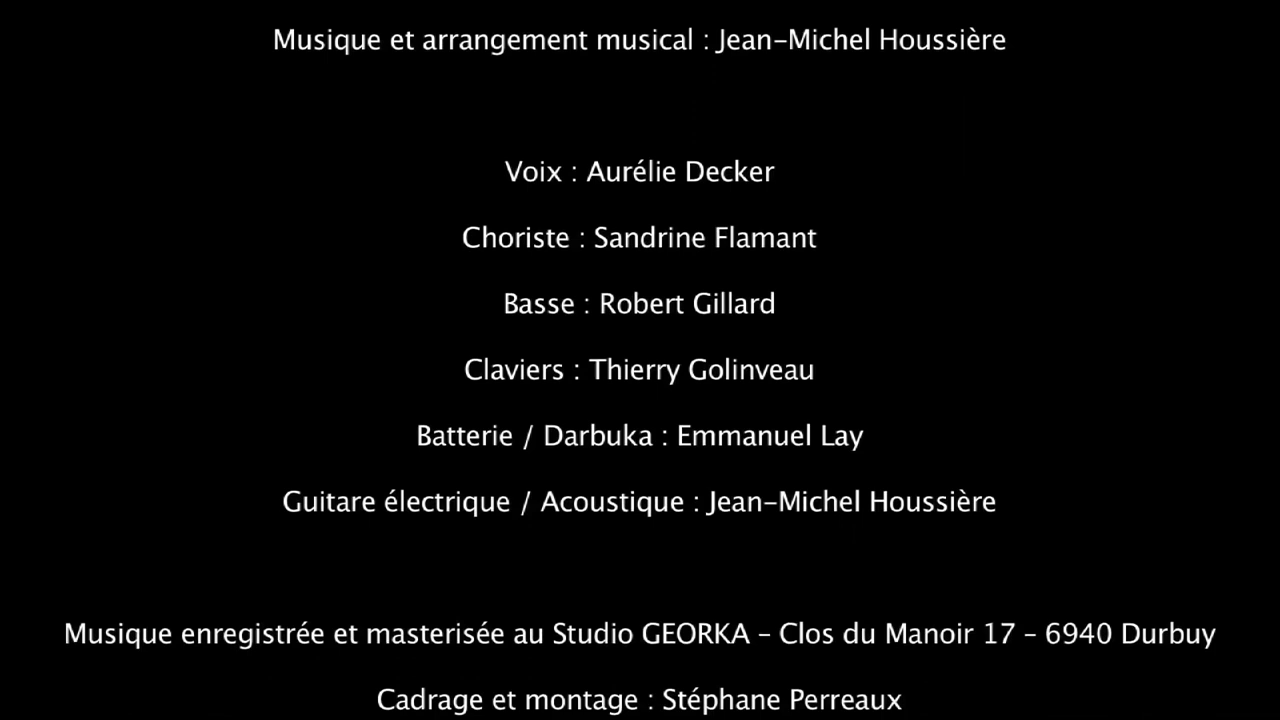 Musique et arrangement musical : Jean-Michel Houssière
Voix : Aurélie Decker
Choriste : Sandrine Flamant
Basse : Robert Gillard
Claviers : Thierry Golinveau
Batterie / Darbuka : Emmanuel Lay
Guitare électrique / Acoustique : Jean-Michel Houssière
Musique enregistrée et masterisée au Studio GEORKA – Clos du Manoir 17 – 6940 Durbuy
Cadrage et montage : Stéphane Perreaux